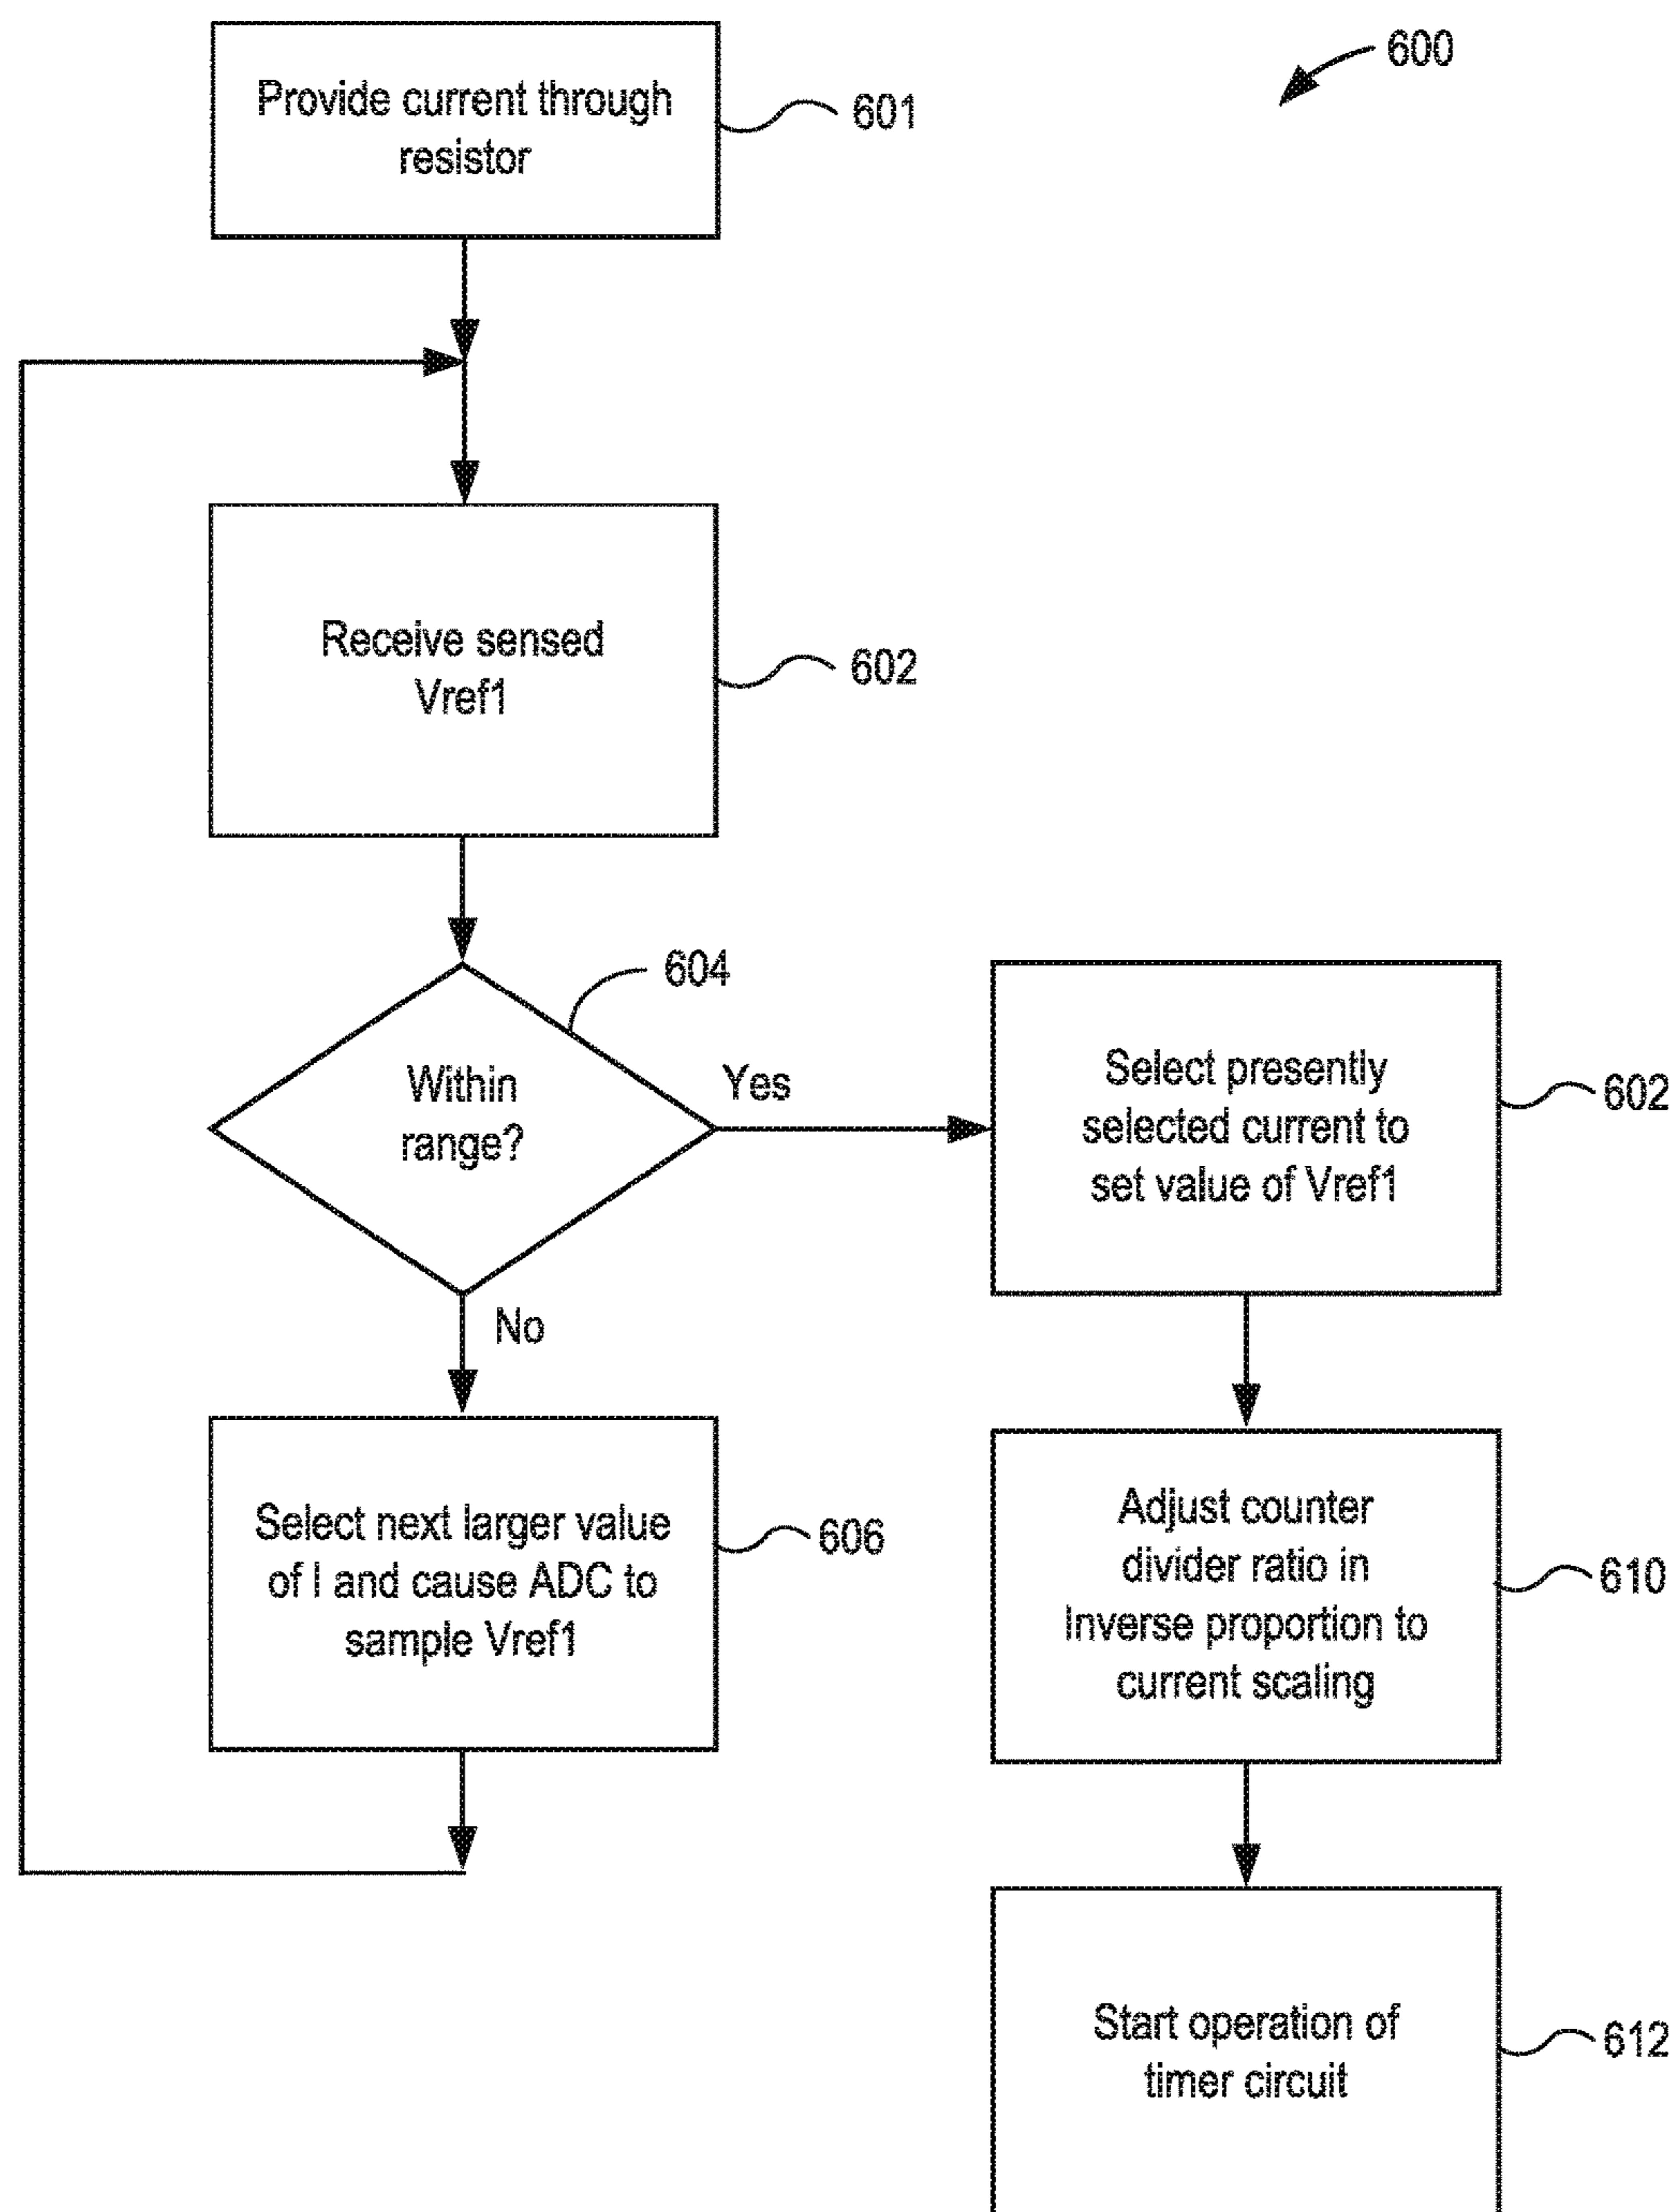 600
Provide current through
resistor
601
Receive sensed
Vref1
602
604
Within
range?
Yes
No
Select presently
selected current to
set value of Vref1
602
Select next larger value
of I and cause ADC to
sample Vref1
606
Adjust counter
divider ratio in
Inverse proportion to
current scaling
610
Start operation of
timer circuit
612